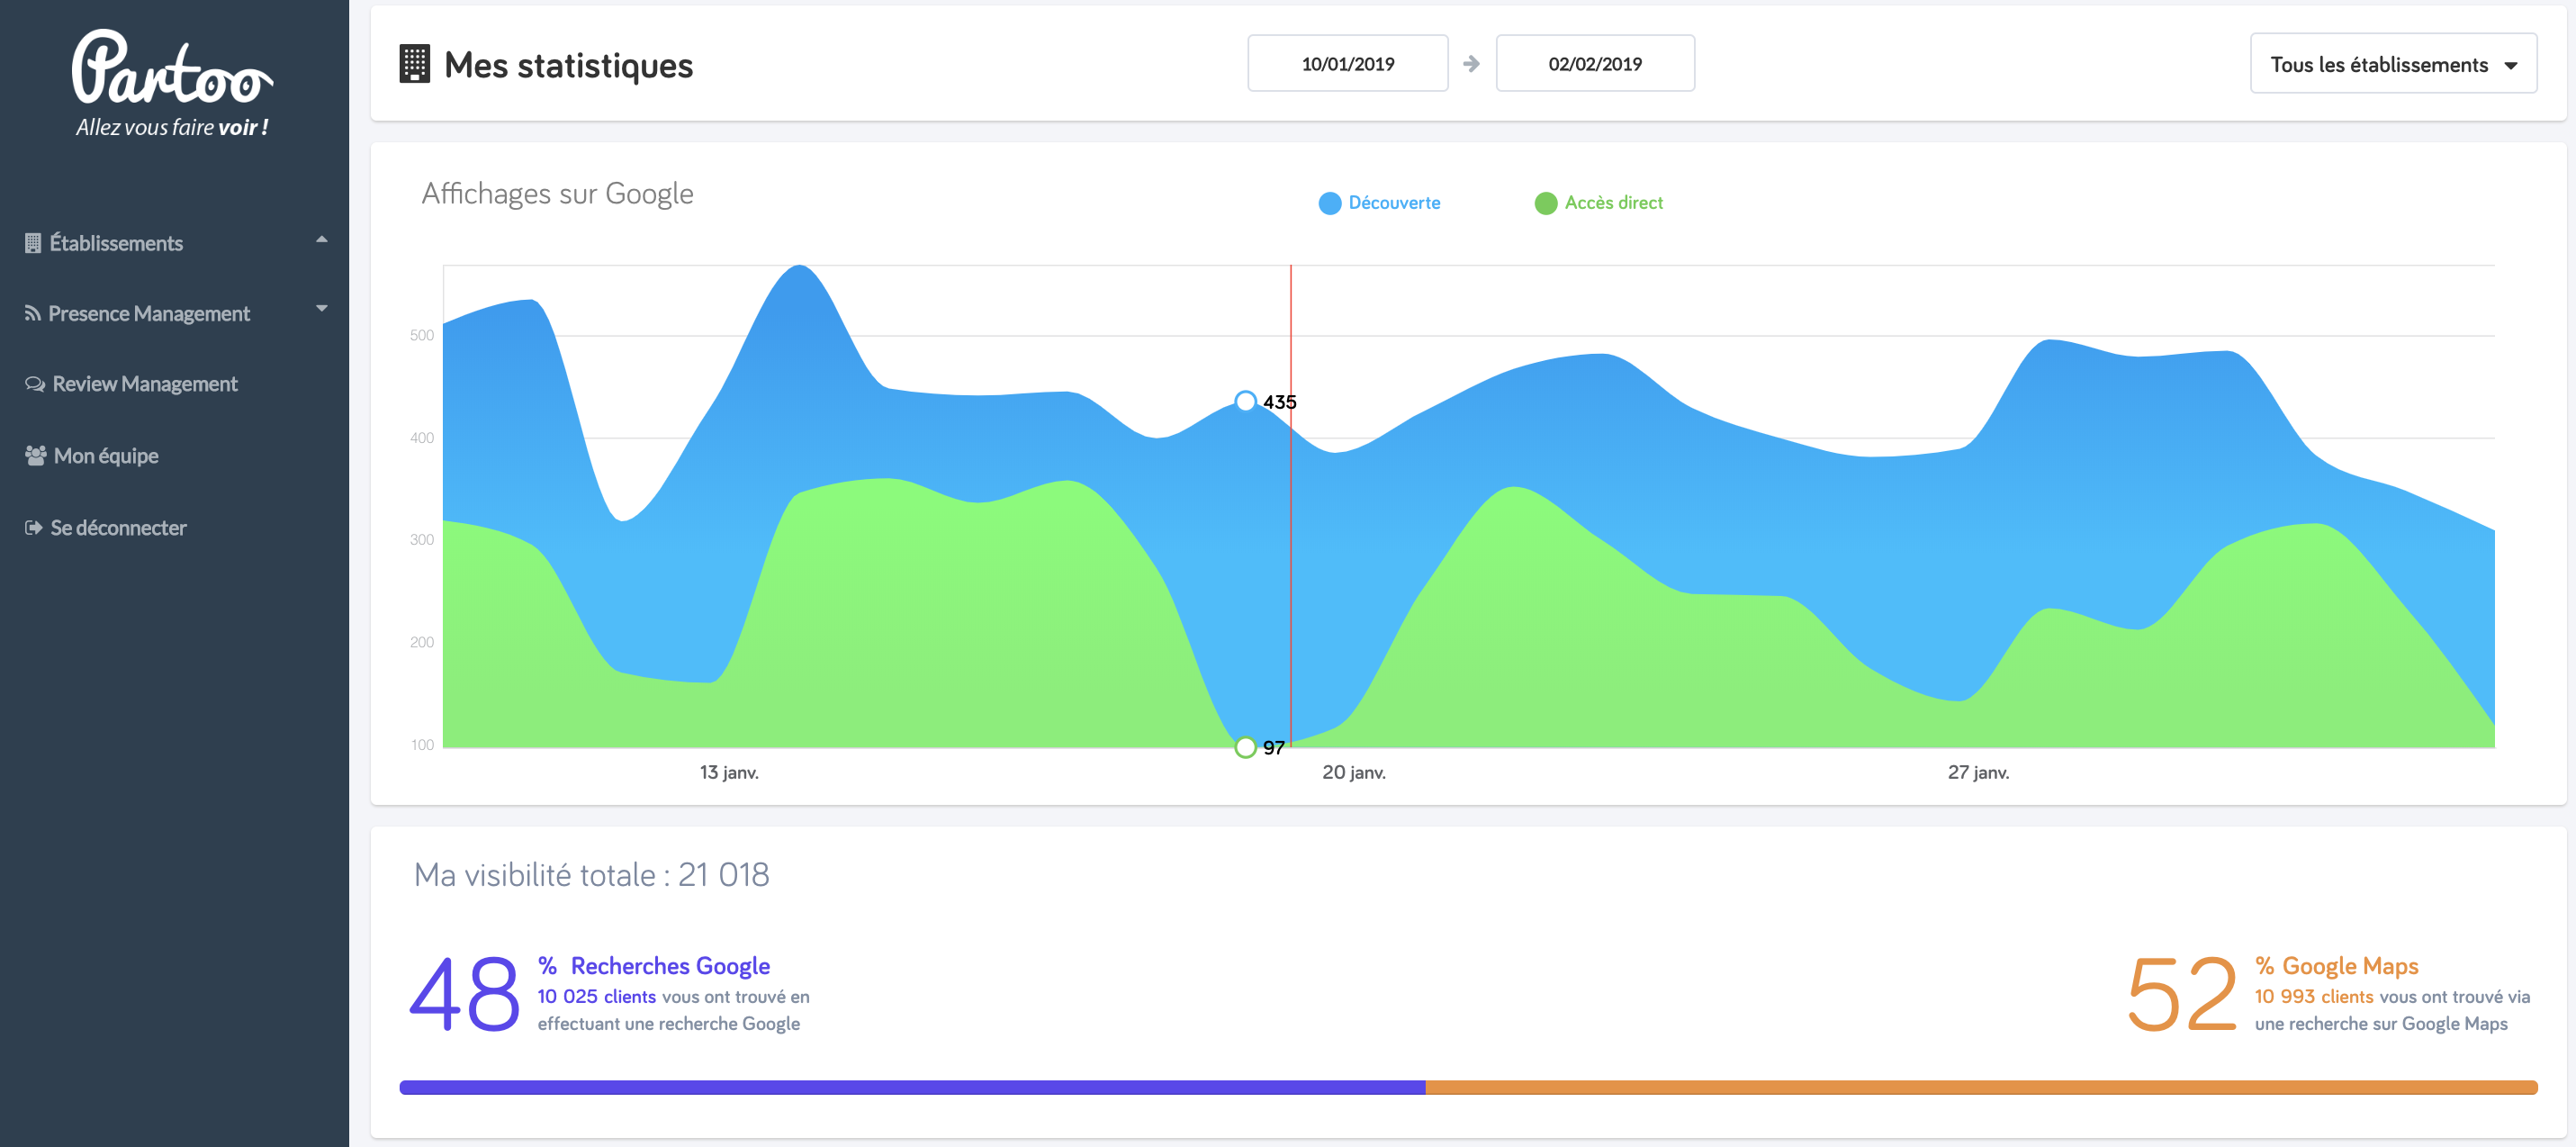 Partoo
Allez vous faire voir !
Établissements
Presence Management
Review Management
Mon équipe
Se déconnecter
Mes statistiques
10/01/2019
02/02/2019
Tous les établissements
Affichages sur Google
Découverte
Accès direct
500
400
300
200
100
435
97
13 janv.
20 janv.
27 janv.
Ma visibilité totale : 21 018
48 % Recherches Google
10 025 clients vous ont trouvé en
effectuant une recherche Google
52 % Google Maps
10 993 clients vous ont trouvé via
une recherche sur Google Maps